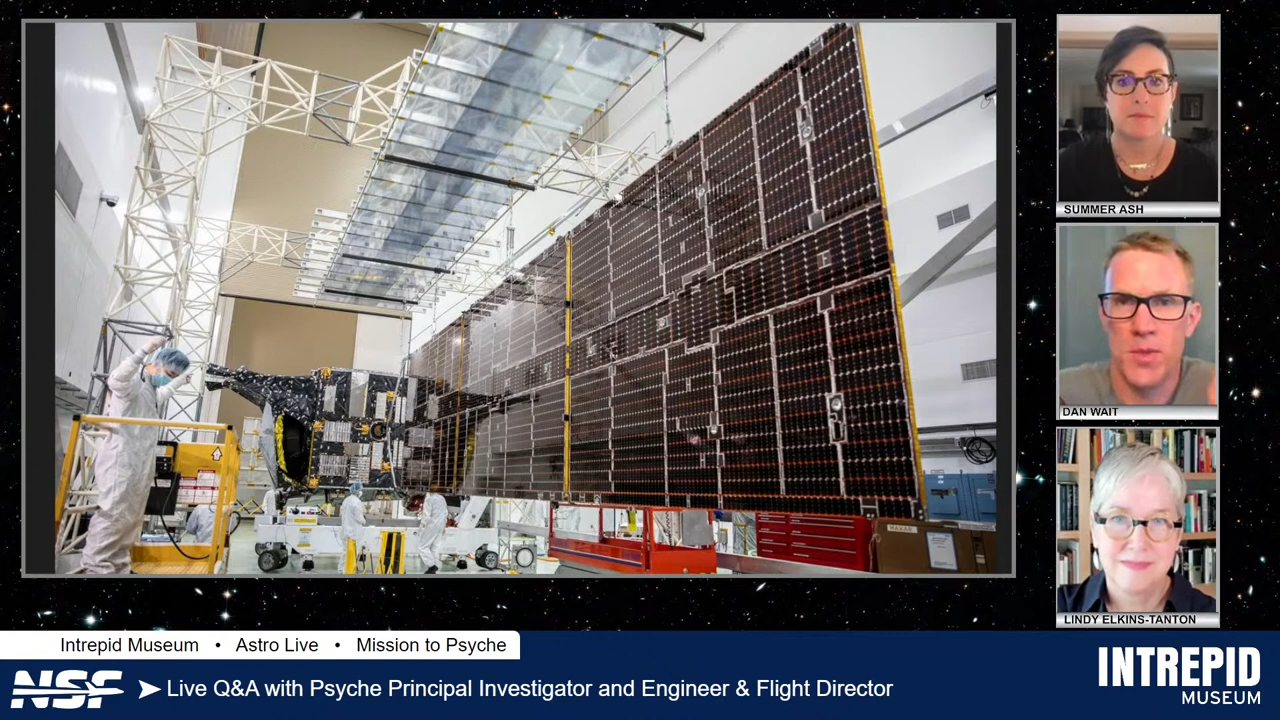 SUMMER ASH
DAN WAIT
LINDY ELKINS-TANTON
Intrepid Museum • Astro Live • Mission to Psyche
NSF
Live Q&A with Psyche Principal Investigator and Engineer & Flight Director
INTREPID
MUSEUM